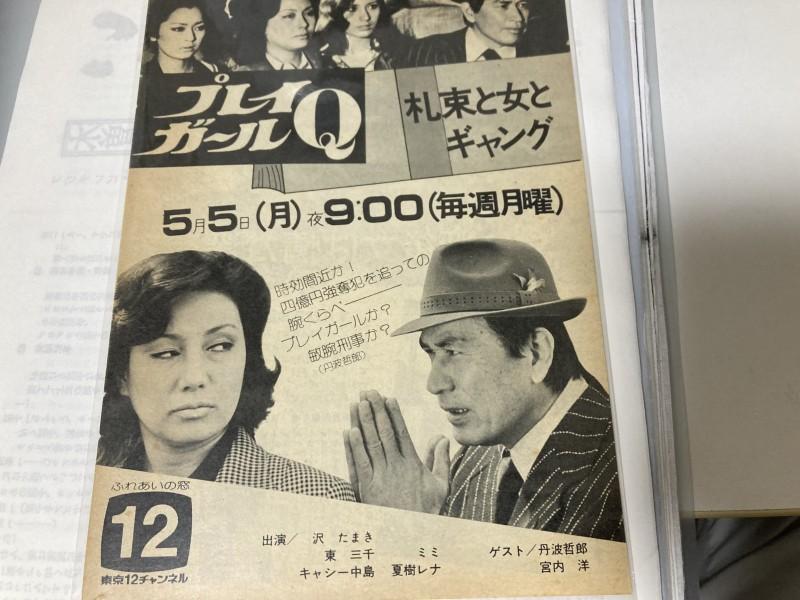 プレイ
ガールQ
札束と女と
ギャング
5月5日(月)夜9:00(毎週月曜)
時効間近か!
四億円強奪犯を追っての
腕くらべ――
プレイガールか?
敏腕刑事か?
(丹波哲郎)
ふれあいの窓
12
東京12チャンネル
出演/沢 たまき
東 三千 ミミ
キャシー中島 夏樹レナ
ゲスト/丹波哲郎
宮内 洋